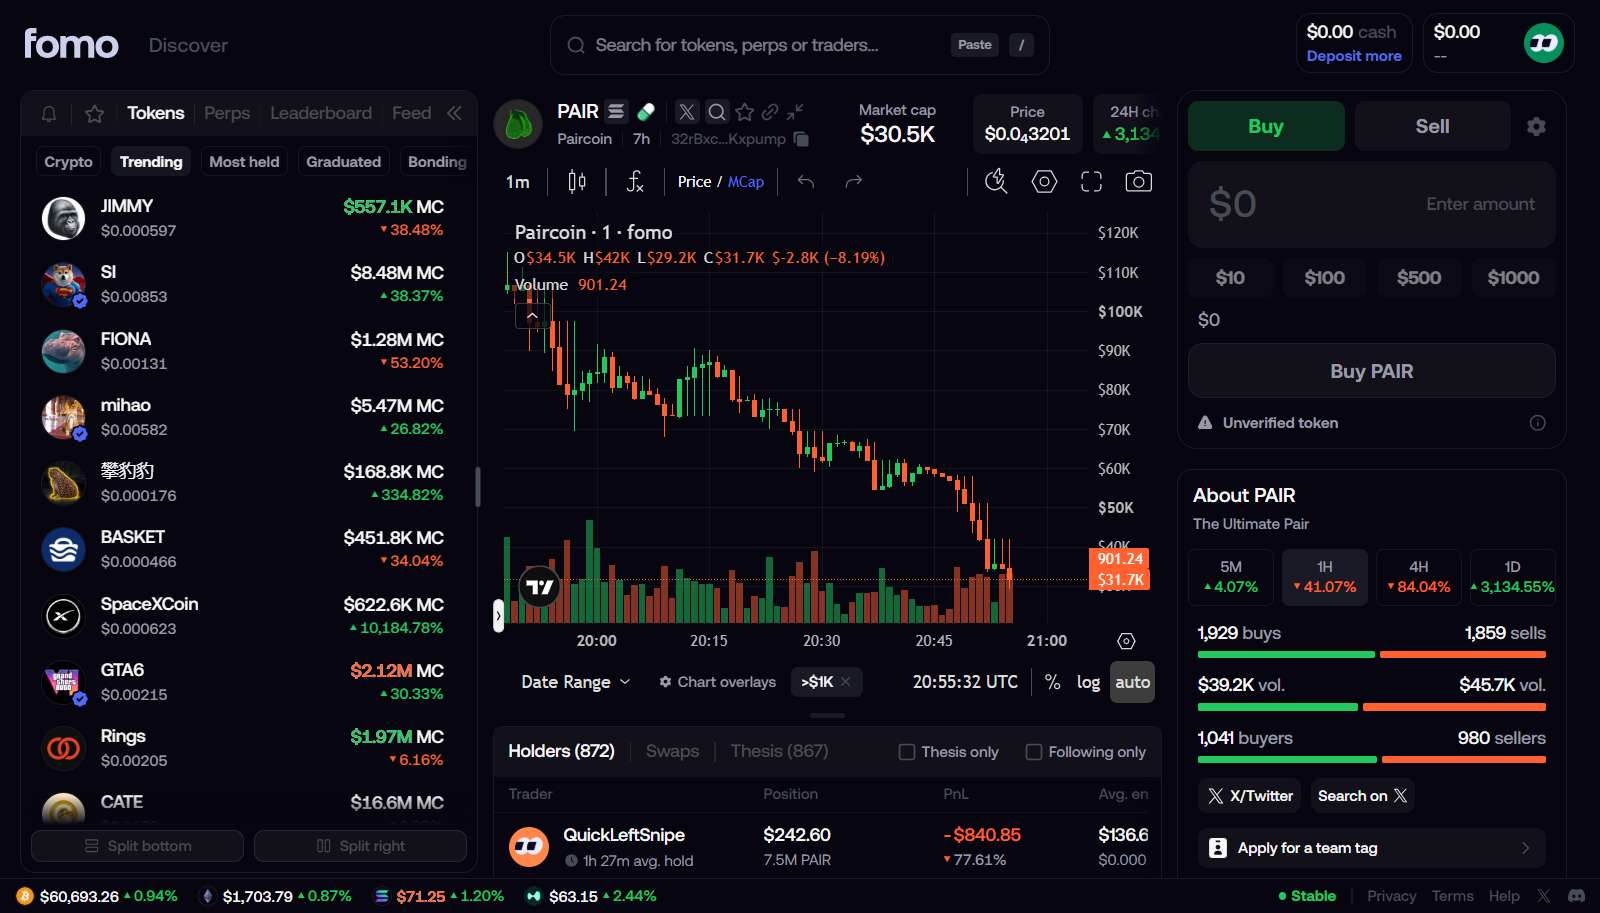 fomo
Discover
Search for tokens, perps or traders...
Paste
/
$0.00 cash
Deposit more
$0.00
--
Tokens
Perps
Leaderboard
Feed
Crypto
Trending
Most held
Graduated
Bonding
JIMMY
$557.1K MC
$0.000597
38.48%
SI
$8.48M MC
$0.00853
38.37%
FIONA
$1.28M MC
$0.00131
53.20%
mihao
$5.47M MC
$0.00582
26.82%
攀豹豹
$168.8K MC
$0.000176
334.82%
BASKET
$451.8K MC
$0.000466
34.04%
SpaceXCoin
$622.6K MC
$0.000623
10,184.78%
GTA6
$2.12M MC
$0.00215
30.33%
Rings
$1.97M MC
$0.00205
6.16%
CATE
$16.6M MC
Split bottom
Split right
PAIR
Paircoin
7h
32rBxc...Kxpump
Market cap
$30.5K
Price
$0.0₄3201
24H ch
3,134
1m
Price / MCap
Paircoin · 1 · fomo
O$34.5K H$42K L$29.2K C$31.7K $-2.8K (−8.19%)
Volume 901.24
$120K
$110K
$100K
$90K
$80K
$70K
$60K
$50K
$40K
901.24
$31.7K
20:00
20:15
20:30
20:45
21:00
Date Range
Chart overlays
>$1K
20:55:32 UTC
%
log
auto
Holders (872)
Swaps
Thesis (867)
Thesis only
Following only
Trader
Position
PnL
Avg. en
QuickLeftSnipe
$242.60
-$840.85
$136.6
1h 27m avg. hold
7.5M PAIR
77.61%
$0.000
Buy
Sell
$0
Enter amount
$10
$100
$500
$1000
$0
Buy PAIR
Unverified token
About PAIR
The Ultimate Pair
5M
4.07%
1H
41.07%
4H
84.04%
1D
3,134.55%
1,929 buys
1,859 sells
$39.2K vol.
$45.7K vol.
1,041 buyers
980 sellers
X/Twitter
Search on X
Apply for a team tag
$60,693.26 0.94%
$1,703.79 0.87%
$71.25 1.20%
$63.15 2.44%
Stable
Privacy
Terms
Help